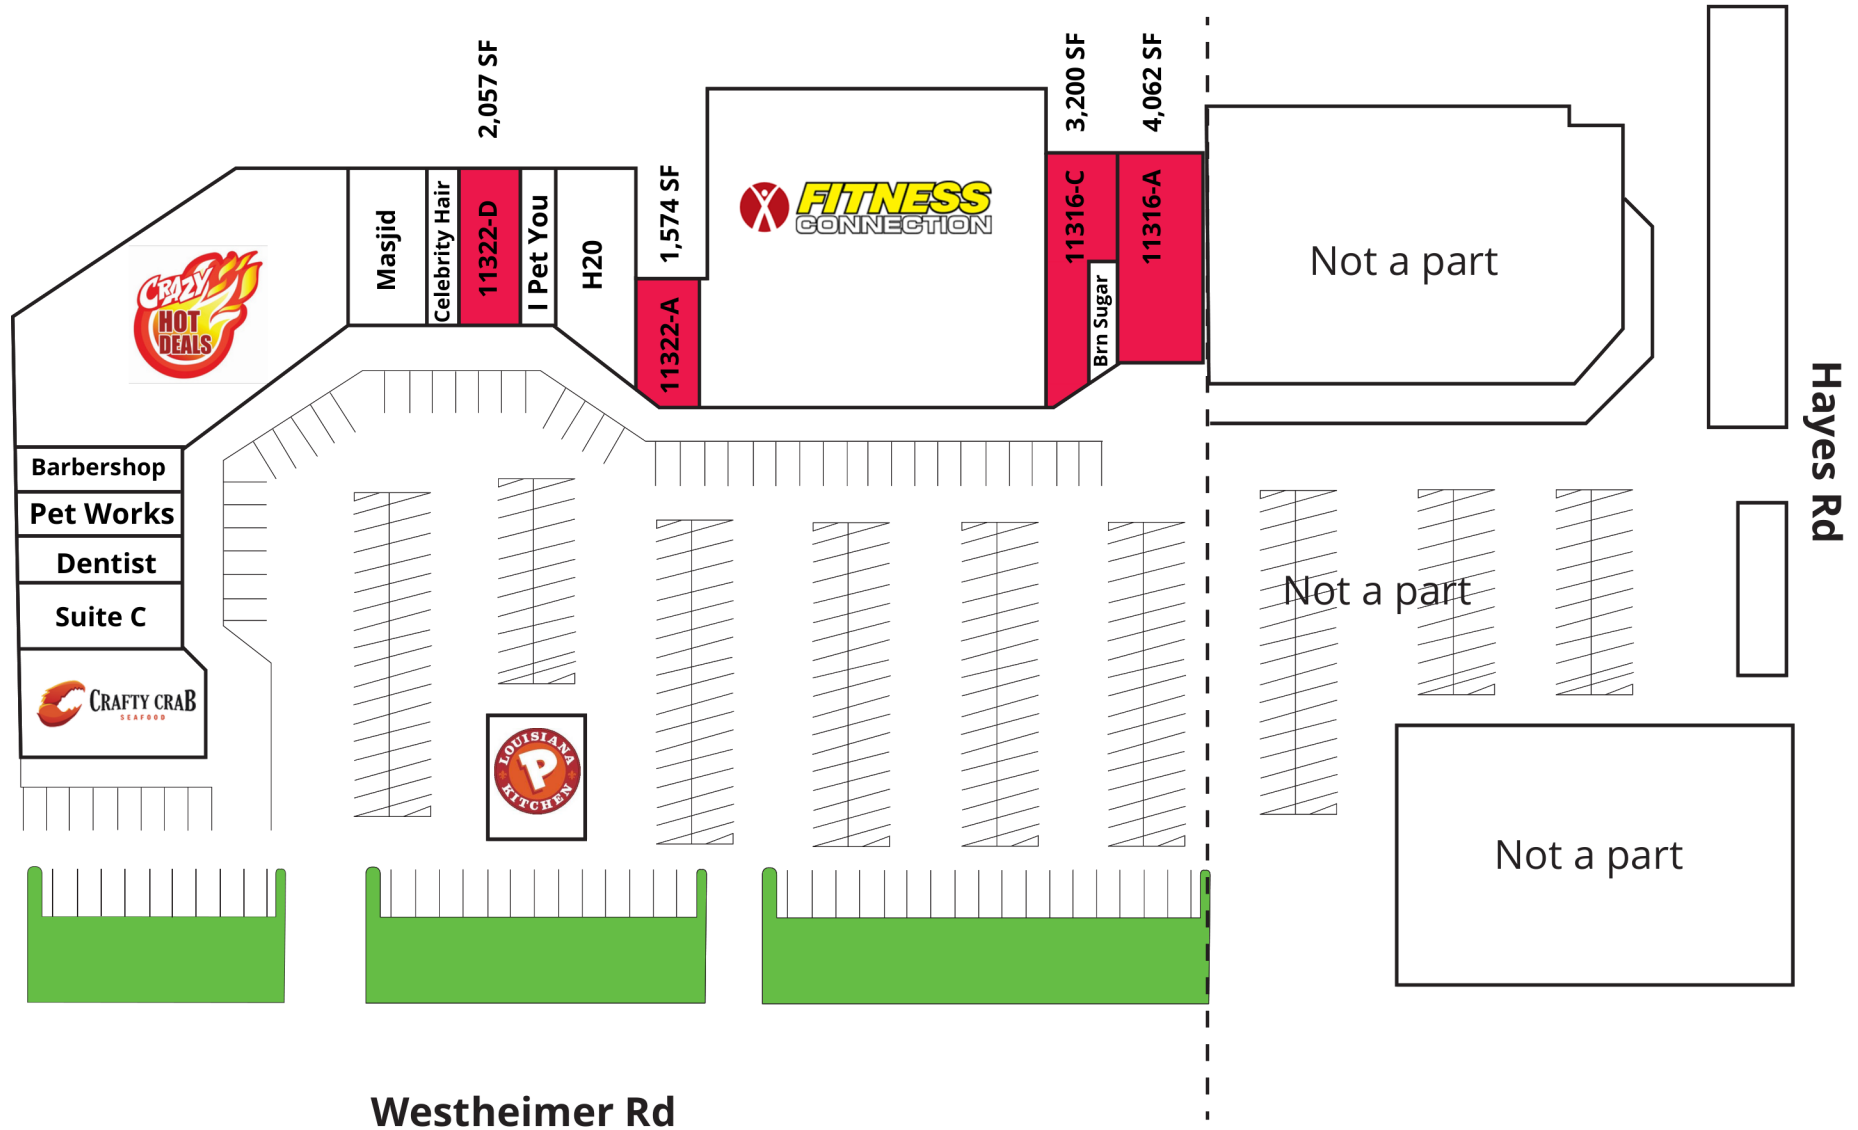 2,057 SF
3,200 SF
4,062 SF
1,574 SF
Masjid
Celebrity Hair
11322-D
I Pet You
H20
11322-A
FITNESS
CONNECTION
11316-C
Brn Sugar
11316-A
Not a part
CRAZY
HOT
DEALS
Hayes Rd
Barbershop
Pet Works
Dentist
Suite C
Not a part
CRAFTY CRAB
SEAFOOD
LOUISIANA
P
KITCHEN
Not a part
Westheimer Rd